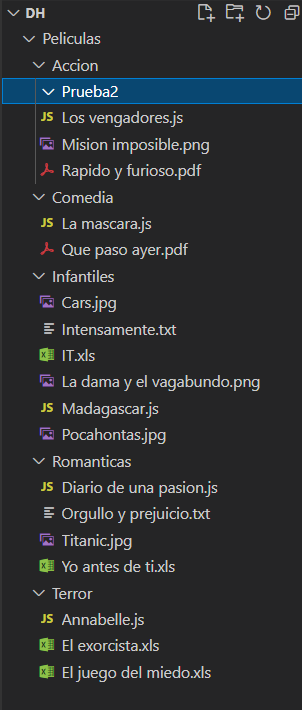 DH
Peliculas
Accion
Prueba2
JS Los vengadores.js
Mision imposible.png
Rapido y furioso.pdf
Comedia
JS La mascara.js
Que paso ayer.pdf
Infantiles
Cars.jpg
Intensamente.txt
IT.xls
La dama y el vagabundo.png
JS Madagascar.js
Pocahontas.jpg
Romanticas
JS Diario de una pasion.js
Orgullo y prejuicio.txt
Titanic.jpg
Yo antes de ti.xls
Terror
JS Annabelle.js
El exorcista.xls
El juego del miedo.xls